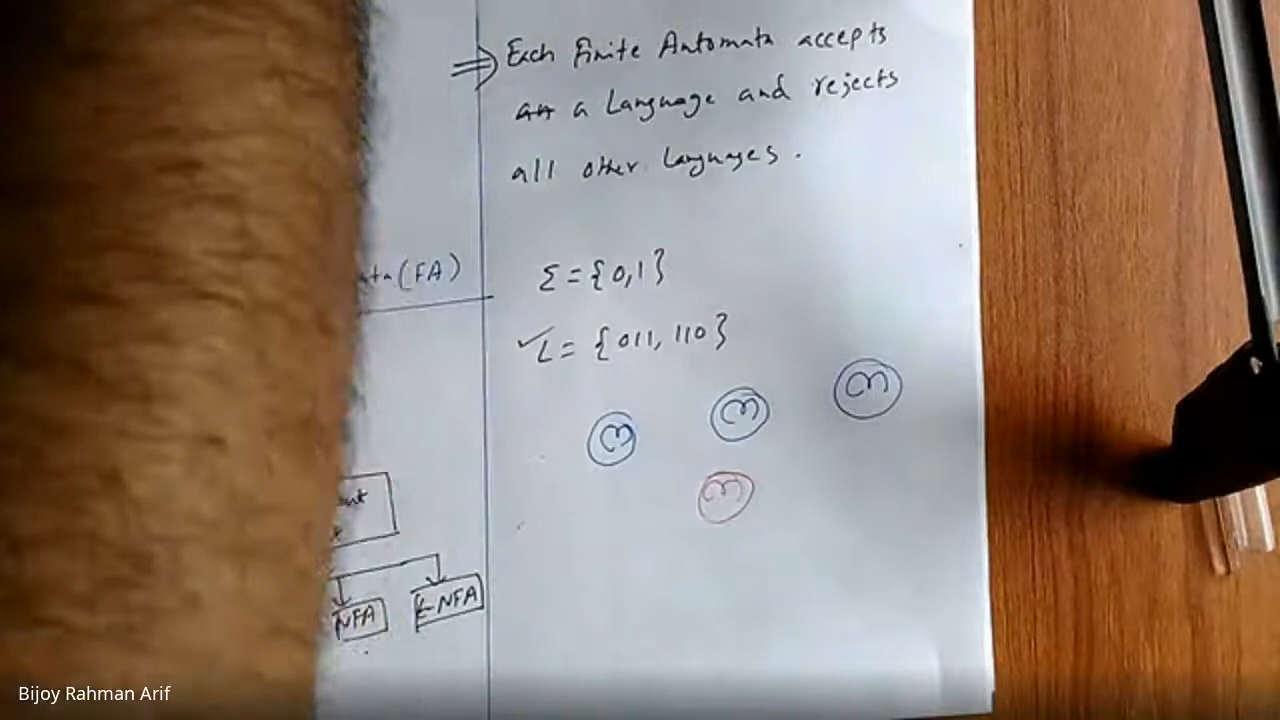 ⇒ Each Finite Automata accepts
a Language and rejects
all other Languages.
Σ = {0,1}
✓ L = {011, 110}
(FA)
NFA
ε-NFA
Bijoy Rahman Arif